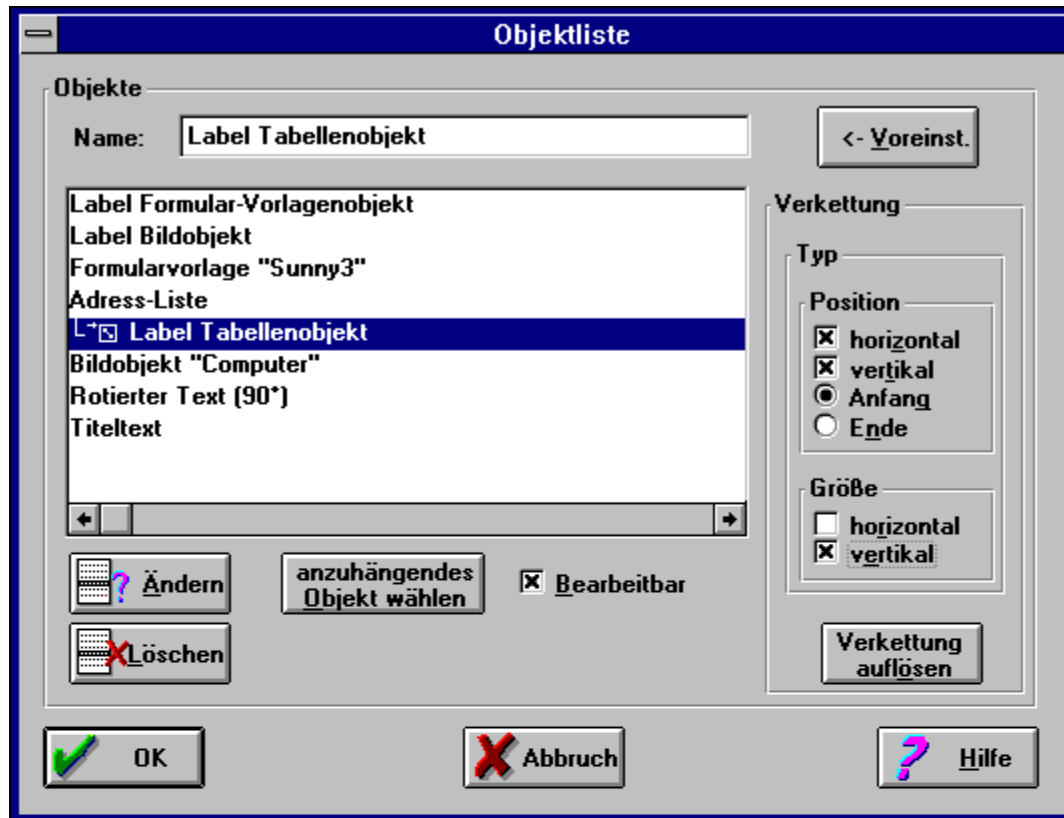 Objektliste
Objekte
Name: Label Tabellenobjekt
<- Voreinst.
Label Formular-Vorlagenobjekt
Label Bildobjekt
Formularvorlage "Sunny3"
Adress-Liste
Label Tabellenobjekt
Bildobjekt "Computer"
Rotierter Text (90°)
Titeltext
Verkettung
Typ
Position
horizontal
vertikal
Anfang
Ende
Größe
horizontal
vertikal
Ändern
anzuhängendes
Objekt wählen
Bearbeitbar
Löschen
Verkettung
auflösen
OK
Abbruch
Hilfe